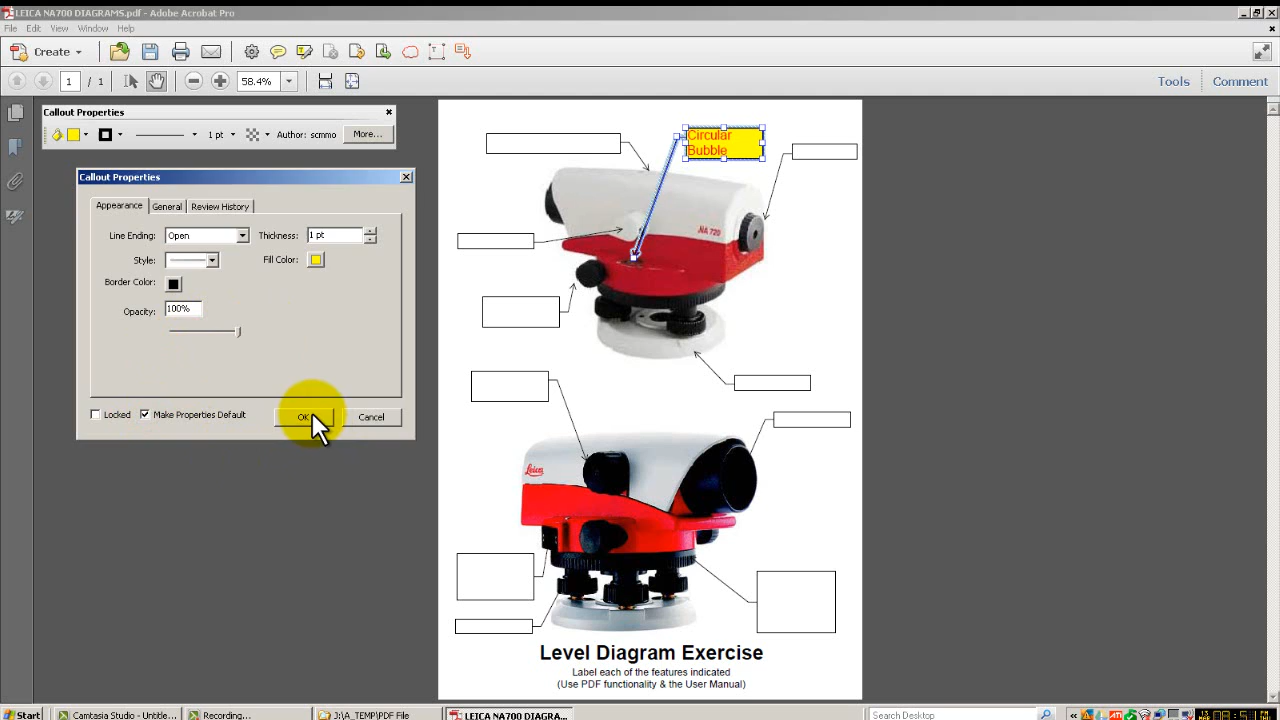 LEICA NA700 DIAGRAMS.pdf - Adobe Acrobat Pro
File Edit View Window Help
Create
1 / 1 58.4% Tools Comment
Callout Properties
1 pt Author: scmmo More...
Callout Properties
Appearance General Review History
Line Ending: Open Thickness: 1 pt
Style: Fill Color:
Border Color:
Opacity: 100%
Locked Make Properties Default OK Cancel
Circular
Bubble
NA 720
Leica
Level Diagram Exercise
Label each of the features indicated
(Use PDF functionality & the User Manual)
Start Camtasia Studio - Untitle... Recording... J:\A_TEMP\PDF File LEICA NA700 DIAGRA... Search Desktop